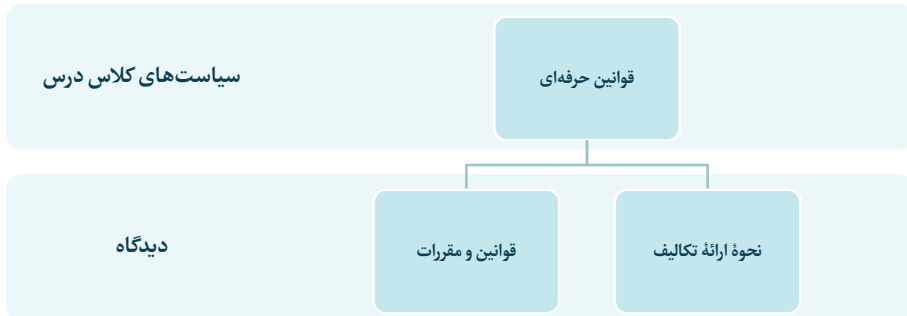 سیاست‌های کلاس درس
قوانین حرفه‌ای
دیدگاه
نحوهٔ ارائهٔ تکالیف
قوانین و مقررات